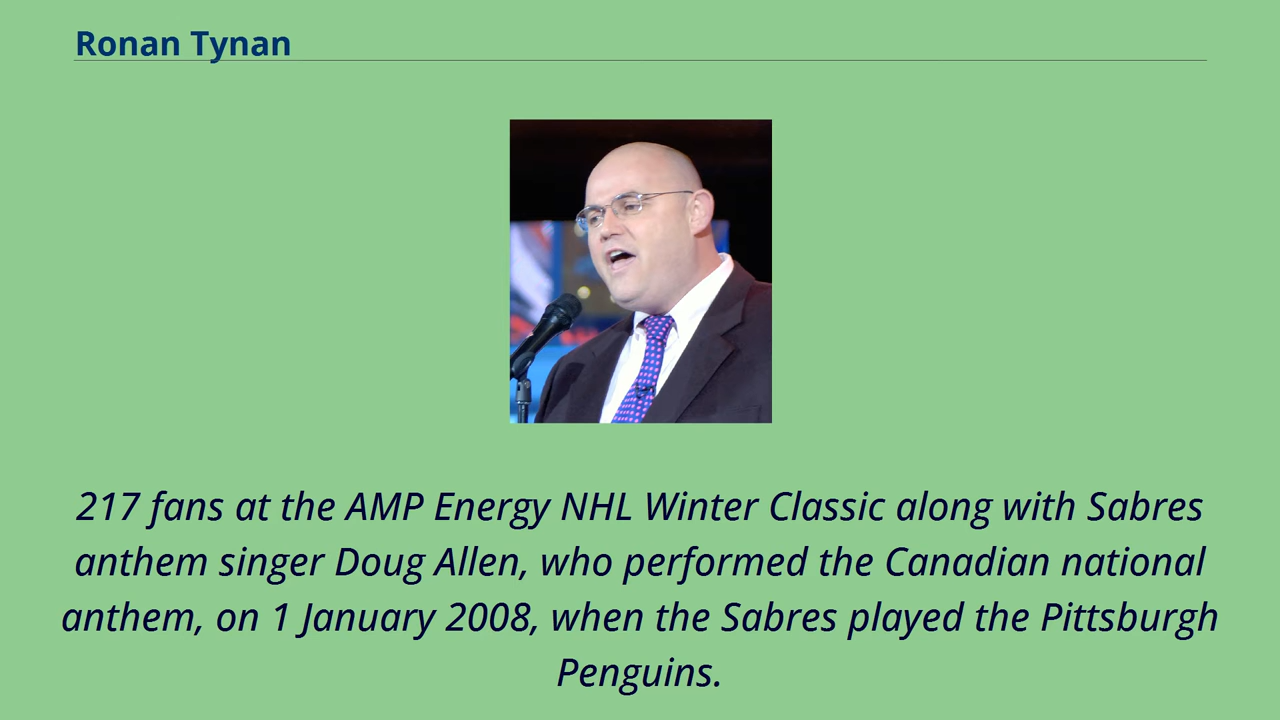 Ronan Tynan
217 fans at the AMP Energy NHL Winter Classic along with Sabres
anthem singer Doug Allen, who performed the Canadian national
anthem, on 1 January 2008, when the Sabres played the Pittsburgh
Penguins.